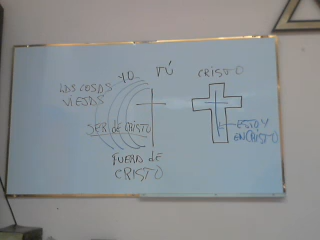 YO
TÚ
CRISTO
LAS COSAS
VIEJAS
SER DE CRISTO
ESTOY
EN CRISTO
FUERA DE
CRISTO